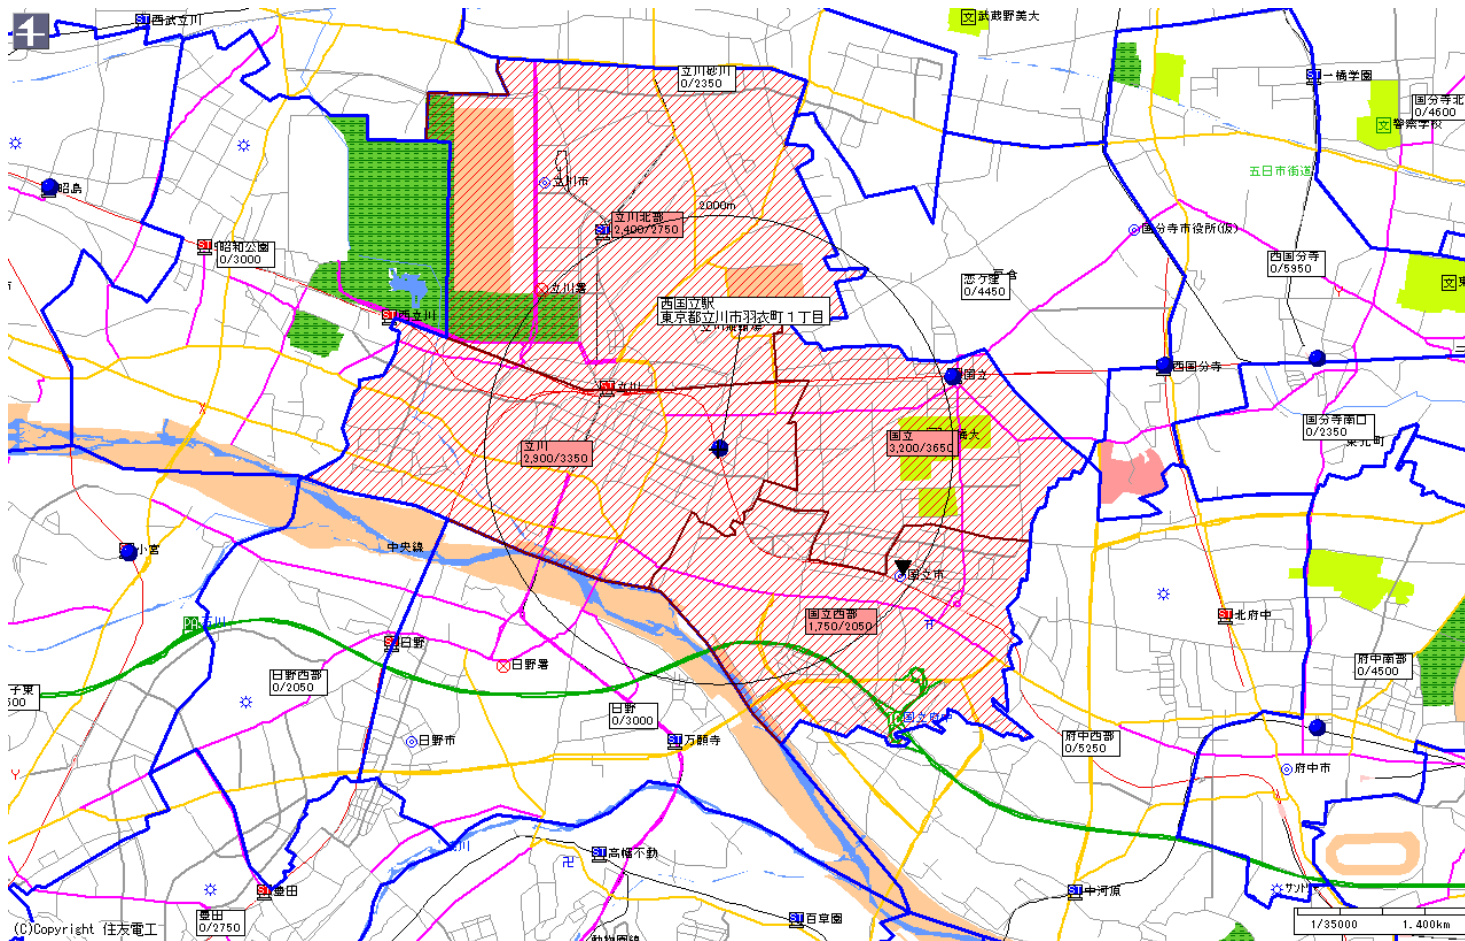 西武立川
武蔵野美大
立川砂川
0/2350
一橋学園
国分寺北
0/4600
警察学校
五日市街道
昭島
立川市
2000m
立川北部
2,400/2750
国分寺市役所(仮)
昭和公園
0/3000
西国分寺
0/5950
恋ケ窪
0/4450
立川署
西国立駅
東京都立川市羽衣町1丁目
西立川
西国分寺
国立
立川
国分寺南口
0/2350
国立
3,200/3650
立川
2,900/3350
中央線
小宮
国立市
国立西部
1,750/2050
PA
石川
北府中
日野
日野署
日野西部
0/2050
府中南部
0/4500
子東
500
日野
0/3000
国立府中
IC
府中西部
0/5250
日野市
万願寺
府中市
高幡不動
豊田
中河原
豊田
0/2750
百草園
(C)Copyright 住友電工
1/35000
1.400km